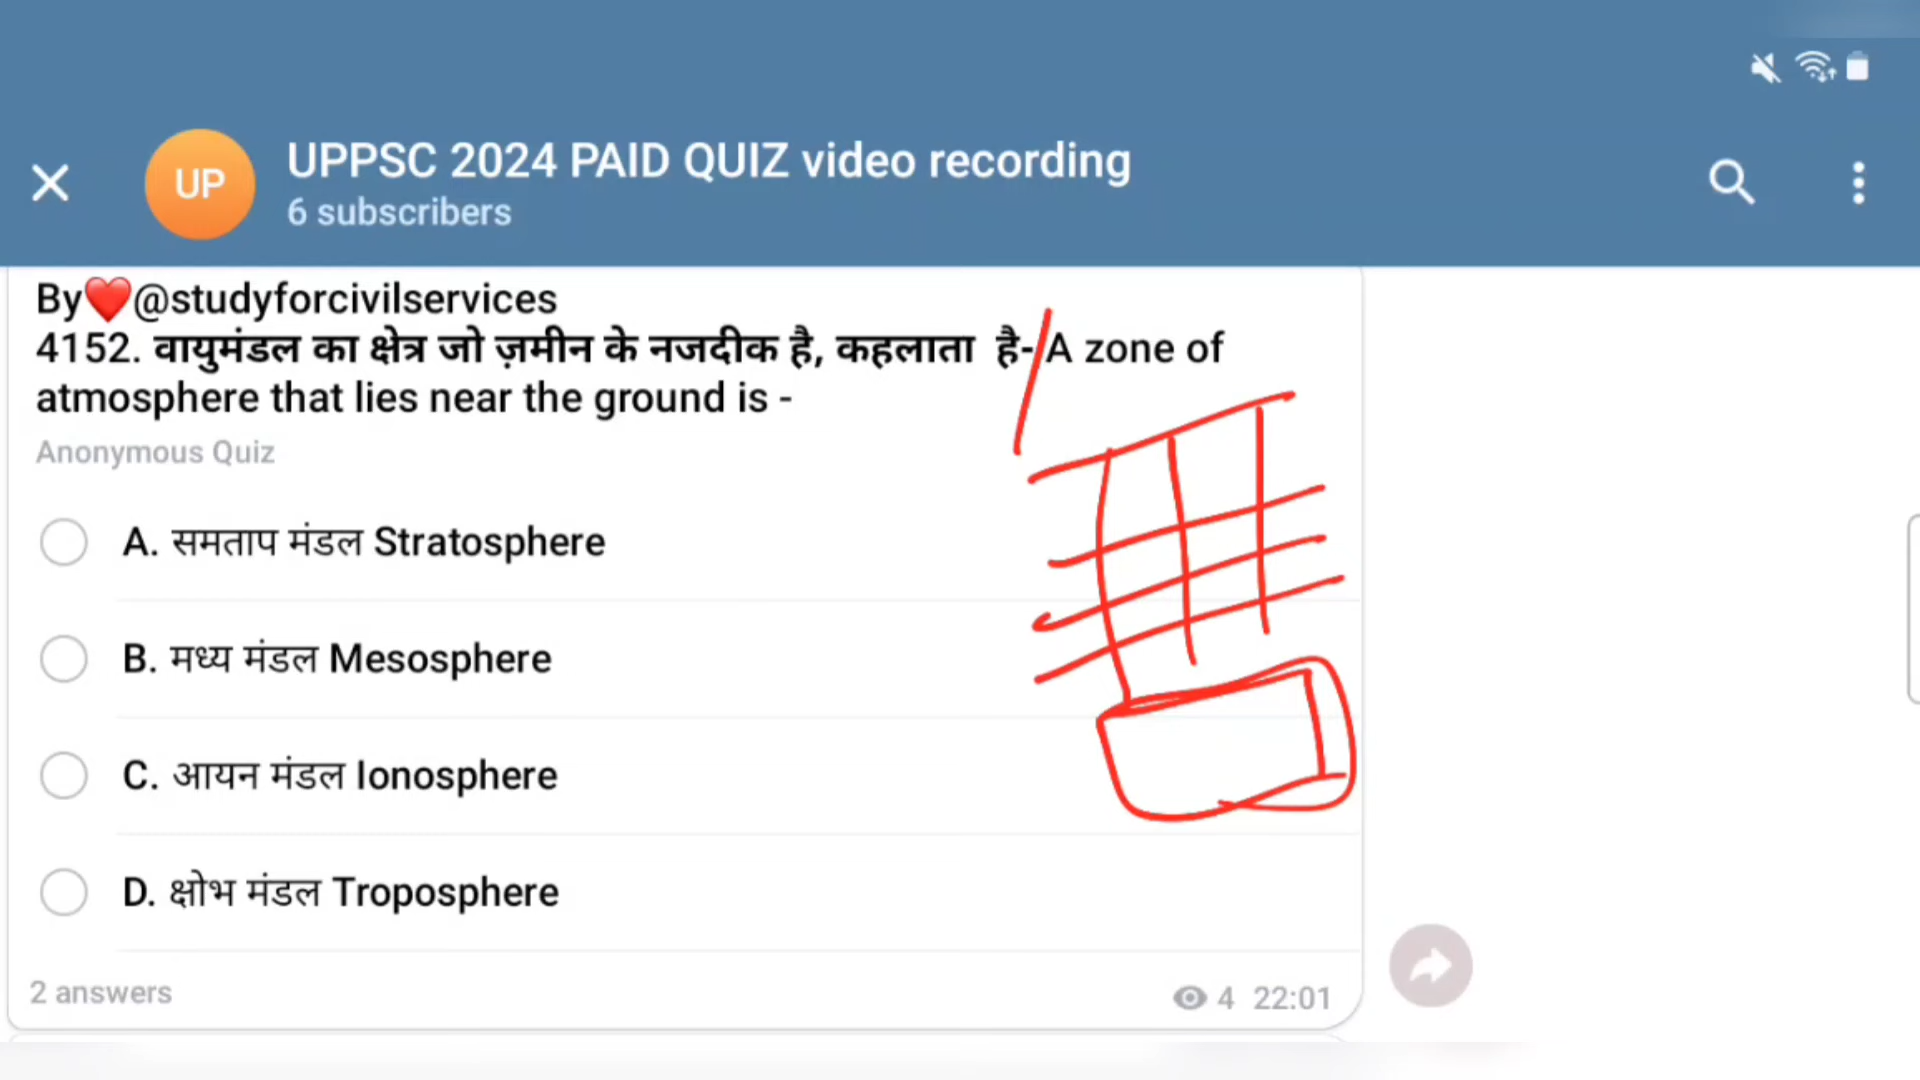 UP
UPPSC 2024 PAID QUIZ video recording
6 subscribers
By❤️@studyforcivilservices
4152. वायुमंडल का क्षेत्र जो ज़मीन के नजदीक है, कहलाता है- A zone of
atmosphere that lies near the ground is -
Anonymous Quiz
A. समताप मंडल Stratosphere
B. मध्य मंडल Mesosphere
C. आयन मंडल Ionosphere
D. क्षोभ मंडल Troposphere
2 answers
4 22:01